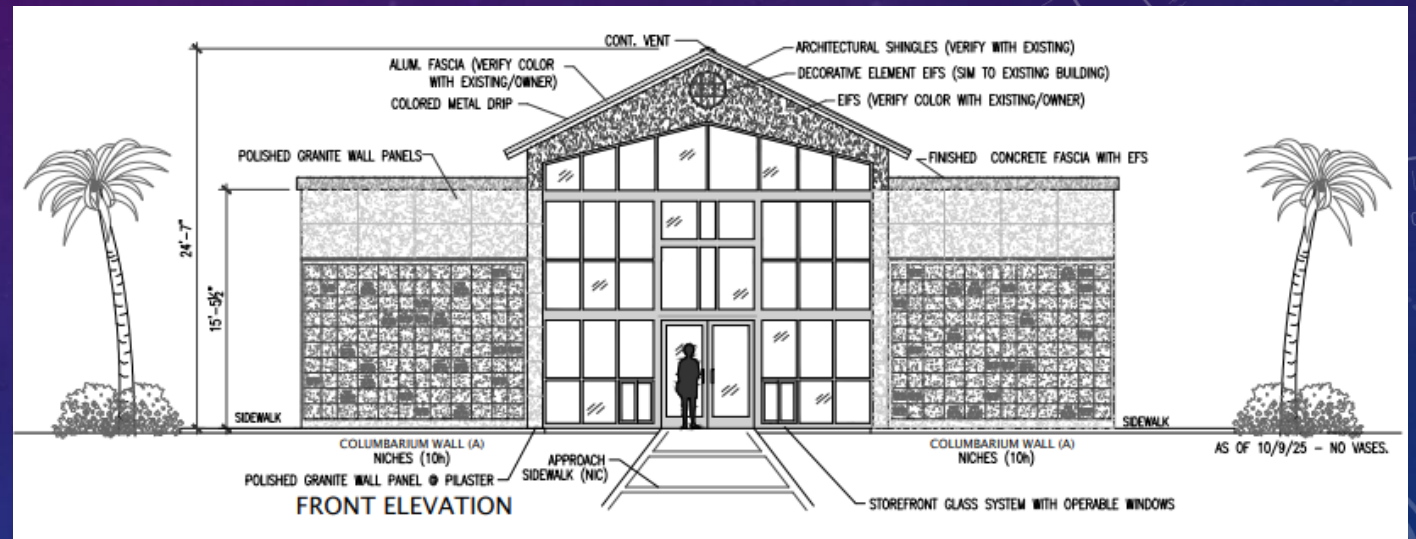 CONT. VENT
ALUM. FASCIA (VERIFY COLOR
WITH EXISTING/OWNER)
COLORED METAL DRIP
ARCHITECTURAL SHINGLES (VERIFY WITH EXISTING)
DECORATIVE ELEMENT EIFS (SIM TO EXISTING BUILDING)
EIFS (VERIFY COLOR WITH EXISTING/OWNER)
POLISHED GRANITE WALL PANELS
FINISHED CONCRETE FASCIA WITH EFS
24'-7"
15'-5½"
SIDEWALK
SIDEWALK
COLUMBARIUM WALL (A)
NICHES (10h)
COLUMBARIUM WALL (A)
NICHES (10h)
AS OF 10/9/25 - NO VASES.
POLISHED GRANITE WALL PANEL @ PILASTER
APPROACH
SIDEWALK (NIC)
STOREFRONT GLASS SYSTEM WITH OPERABLE WINDOWS
FRONT ELEVATION